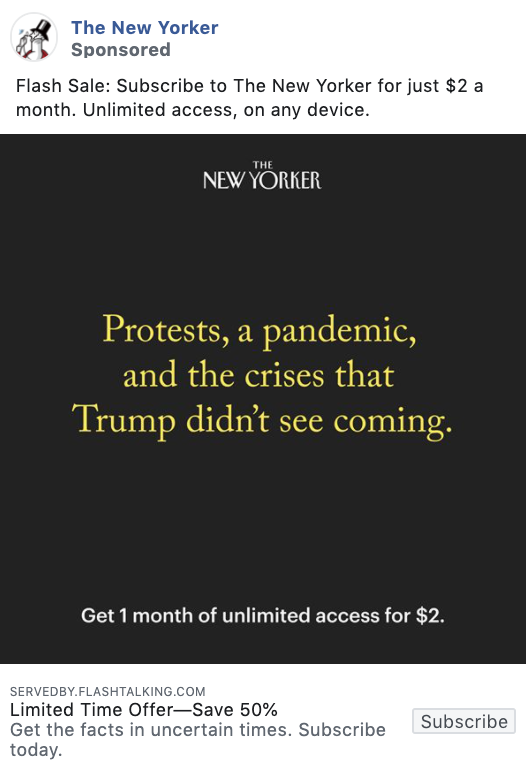 The New Yorker
Sponsored
Flash Sale: Subscribe to The New Yorker for just $2 a
month. Unlimited access, on any device.
THE
NEW YORKER
Protests, a pandemic,
and the crises that
Trump didn’t see coming.
Get 1 month of unlimited access for $2.
SERVEDBY.FLASHTALKING.COM
Limited Time Offer—Save 50%
Get the facts in uncertain times. Subscribe
today.
Subscribe